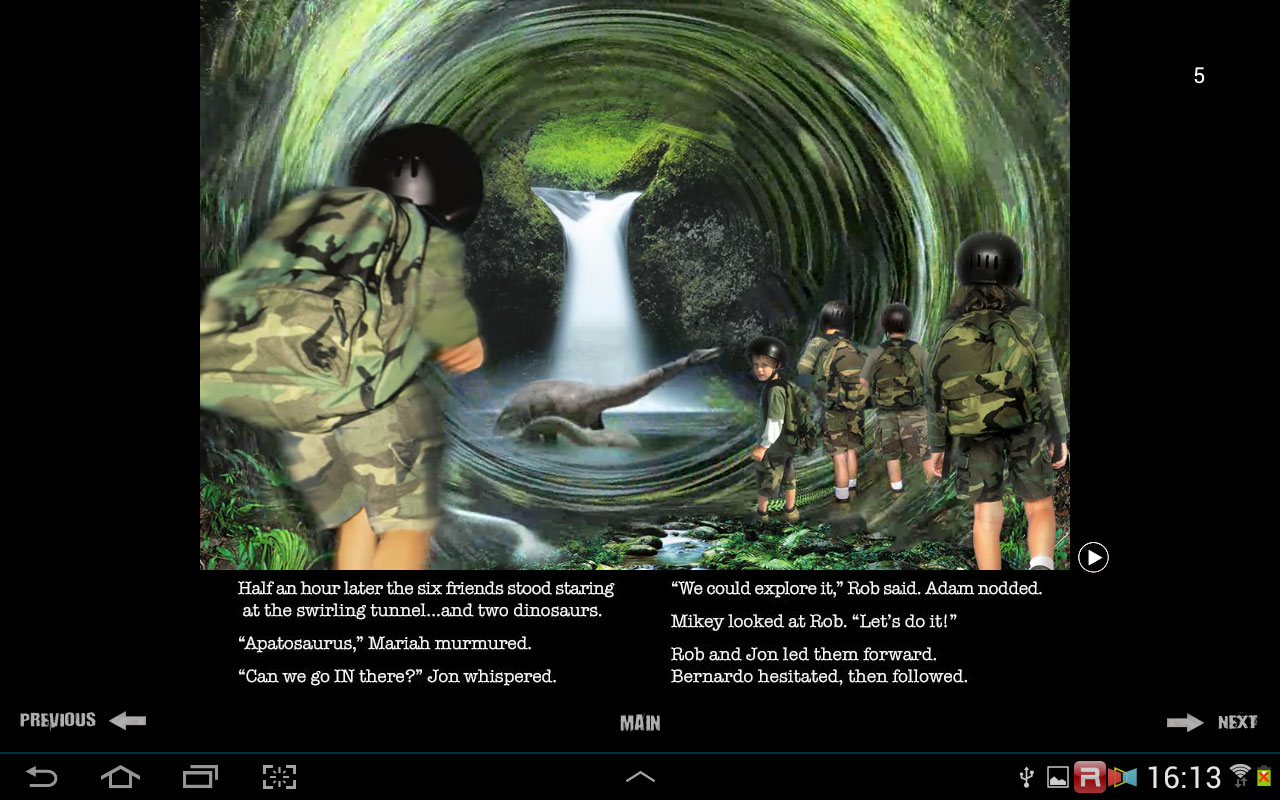 5
Half an hour later the six friends stood staring
at the swirling tunnel...and two dinosaurs.
“Apatosaurus,” Mariah murmured.
“Can we go IN there?” Jon whispered.
“We could explore it,” Rob said. Adam nodded.
Mikey looked at Rob. “Let’s do it!”
Rob and Jon led them forward.
Bernardo hesitated, then followed.
PREVIOUS
MAIN
NEXT
R
16:13